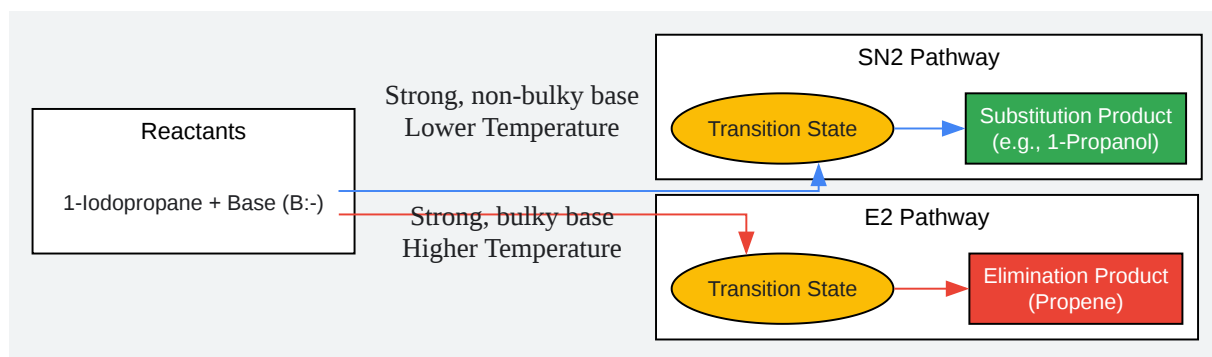 Reactants
1-Iodopropane + Base (B:-)
Strong, non-bulky base
Lower Temperature
Strong, bulky base
Higher Temperature
SN2 Pathway
Transition State
Substitution Product
(e.g., 1-Propanol)
E2 Pathway
Transition State
Elimination Product
(Propene)